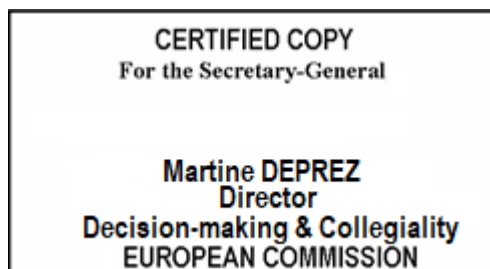 CERTIFIED COPY
For the Secretary-General
Martine DEPREZ
Director
Decision-making & Collegiality
EUROPEAN COMMISSION